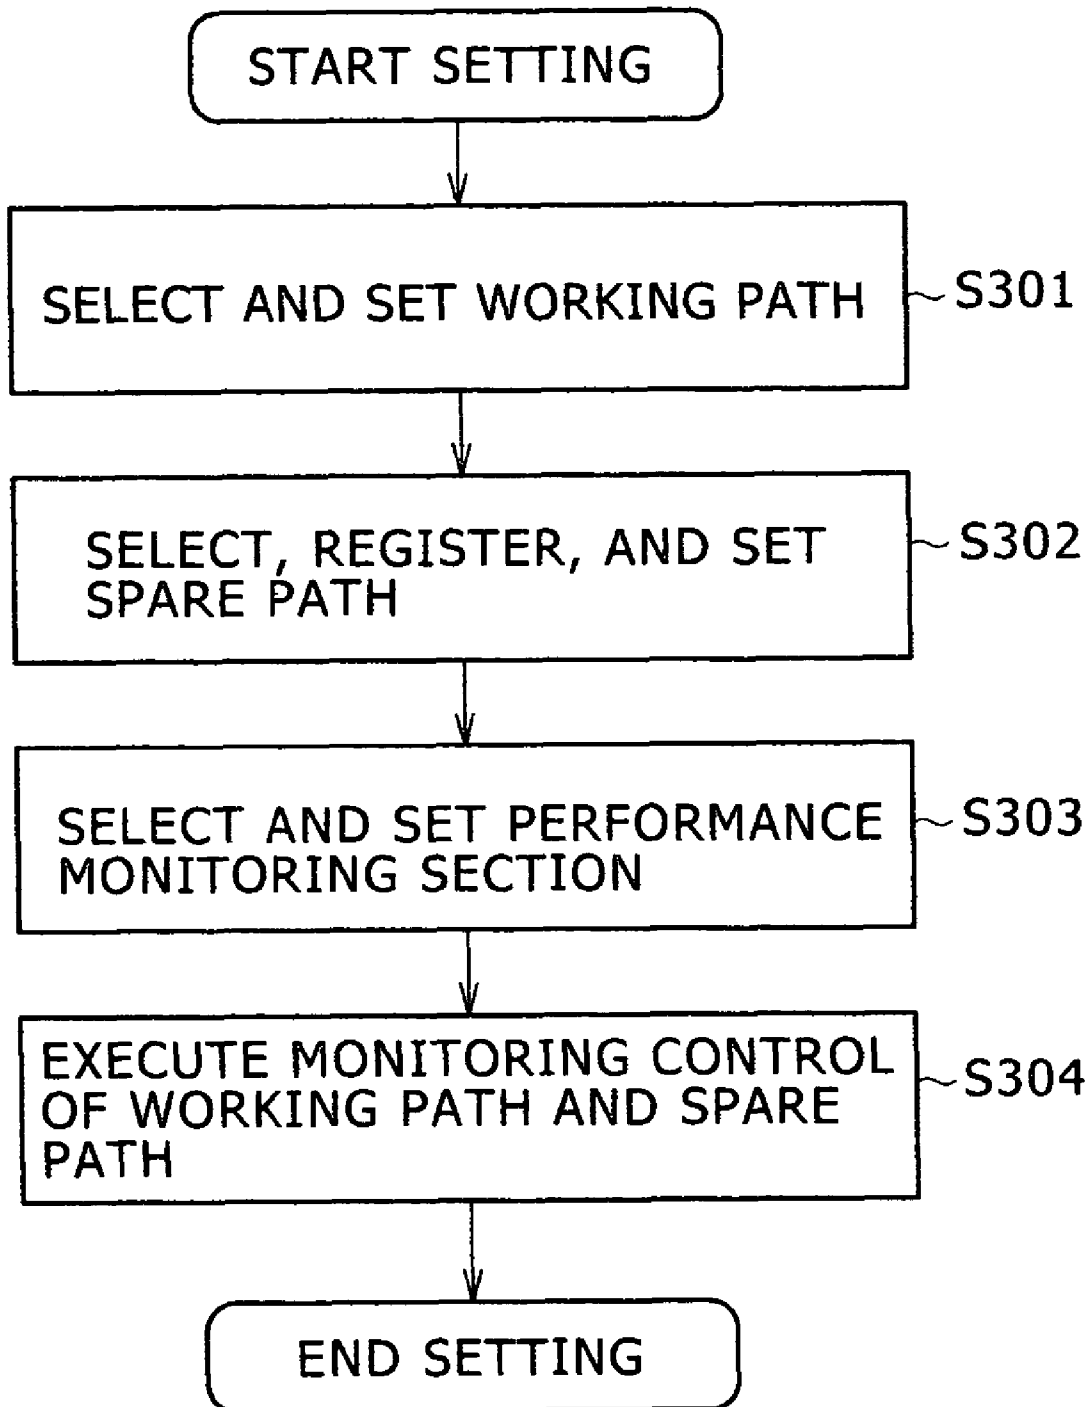 START SETTING
SELECT AND SET WORKING PATH
S301
SELECT, REGISTER, AND SET
SPARE PATH
S302
SELECT AND SET PERFORMANCE
MONITORING SECTION
S303
EXECUTE MONITORING CONTROL
OF WORKING PATH AND SPARE
PATH
S304
END SETTING